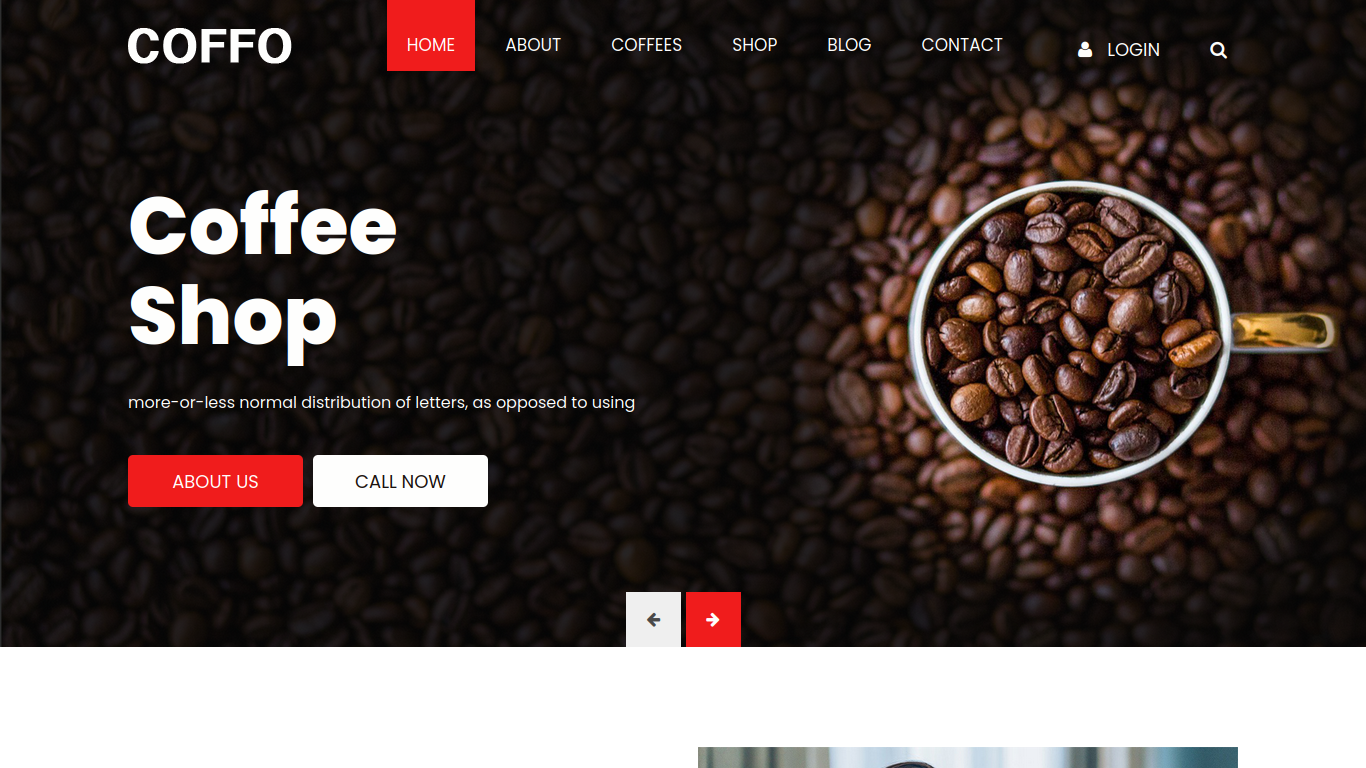 COFFO
HOME ABOUT COFFEES SHOP BLOG CONTACT LOGIN
Coffee
Shop
more-or-less normal distribution of letters, as opposed to using
ABOUT US CALL NOW